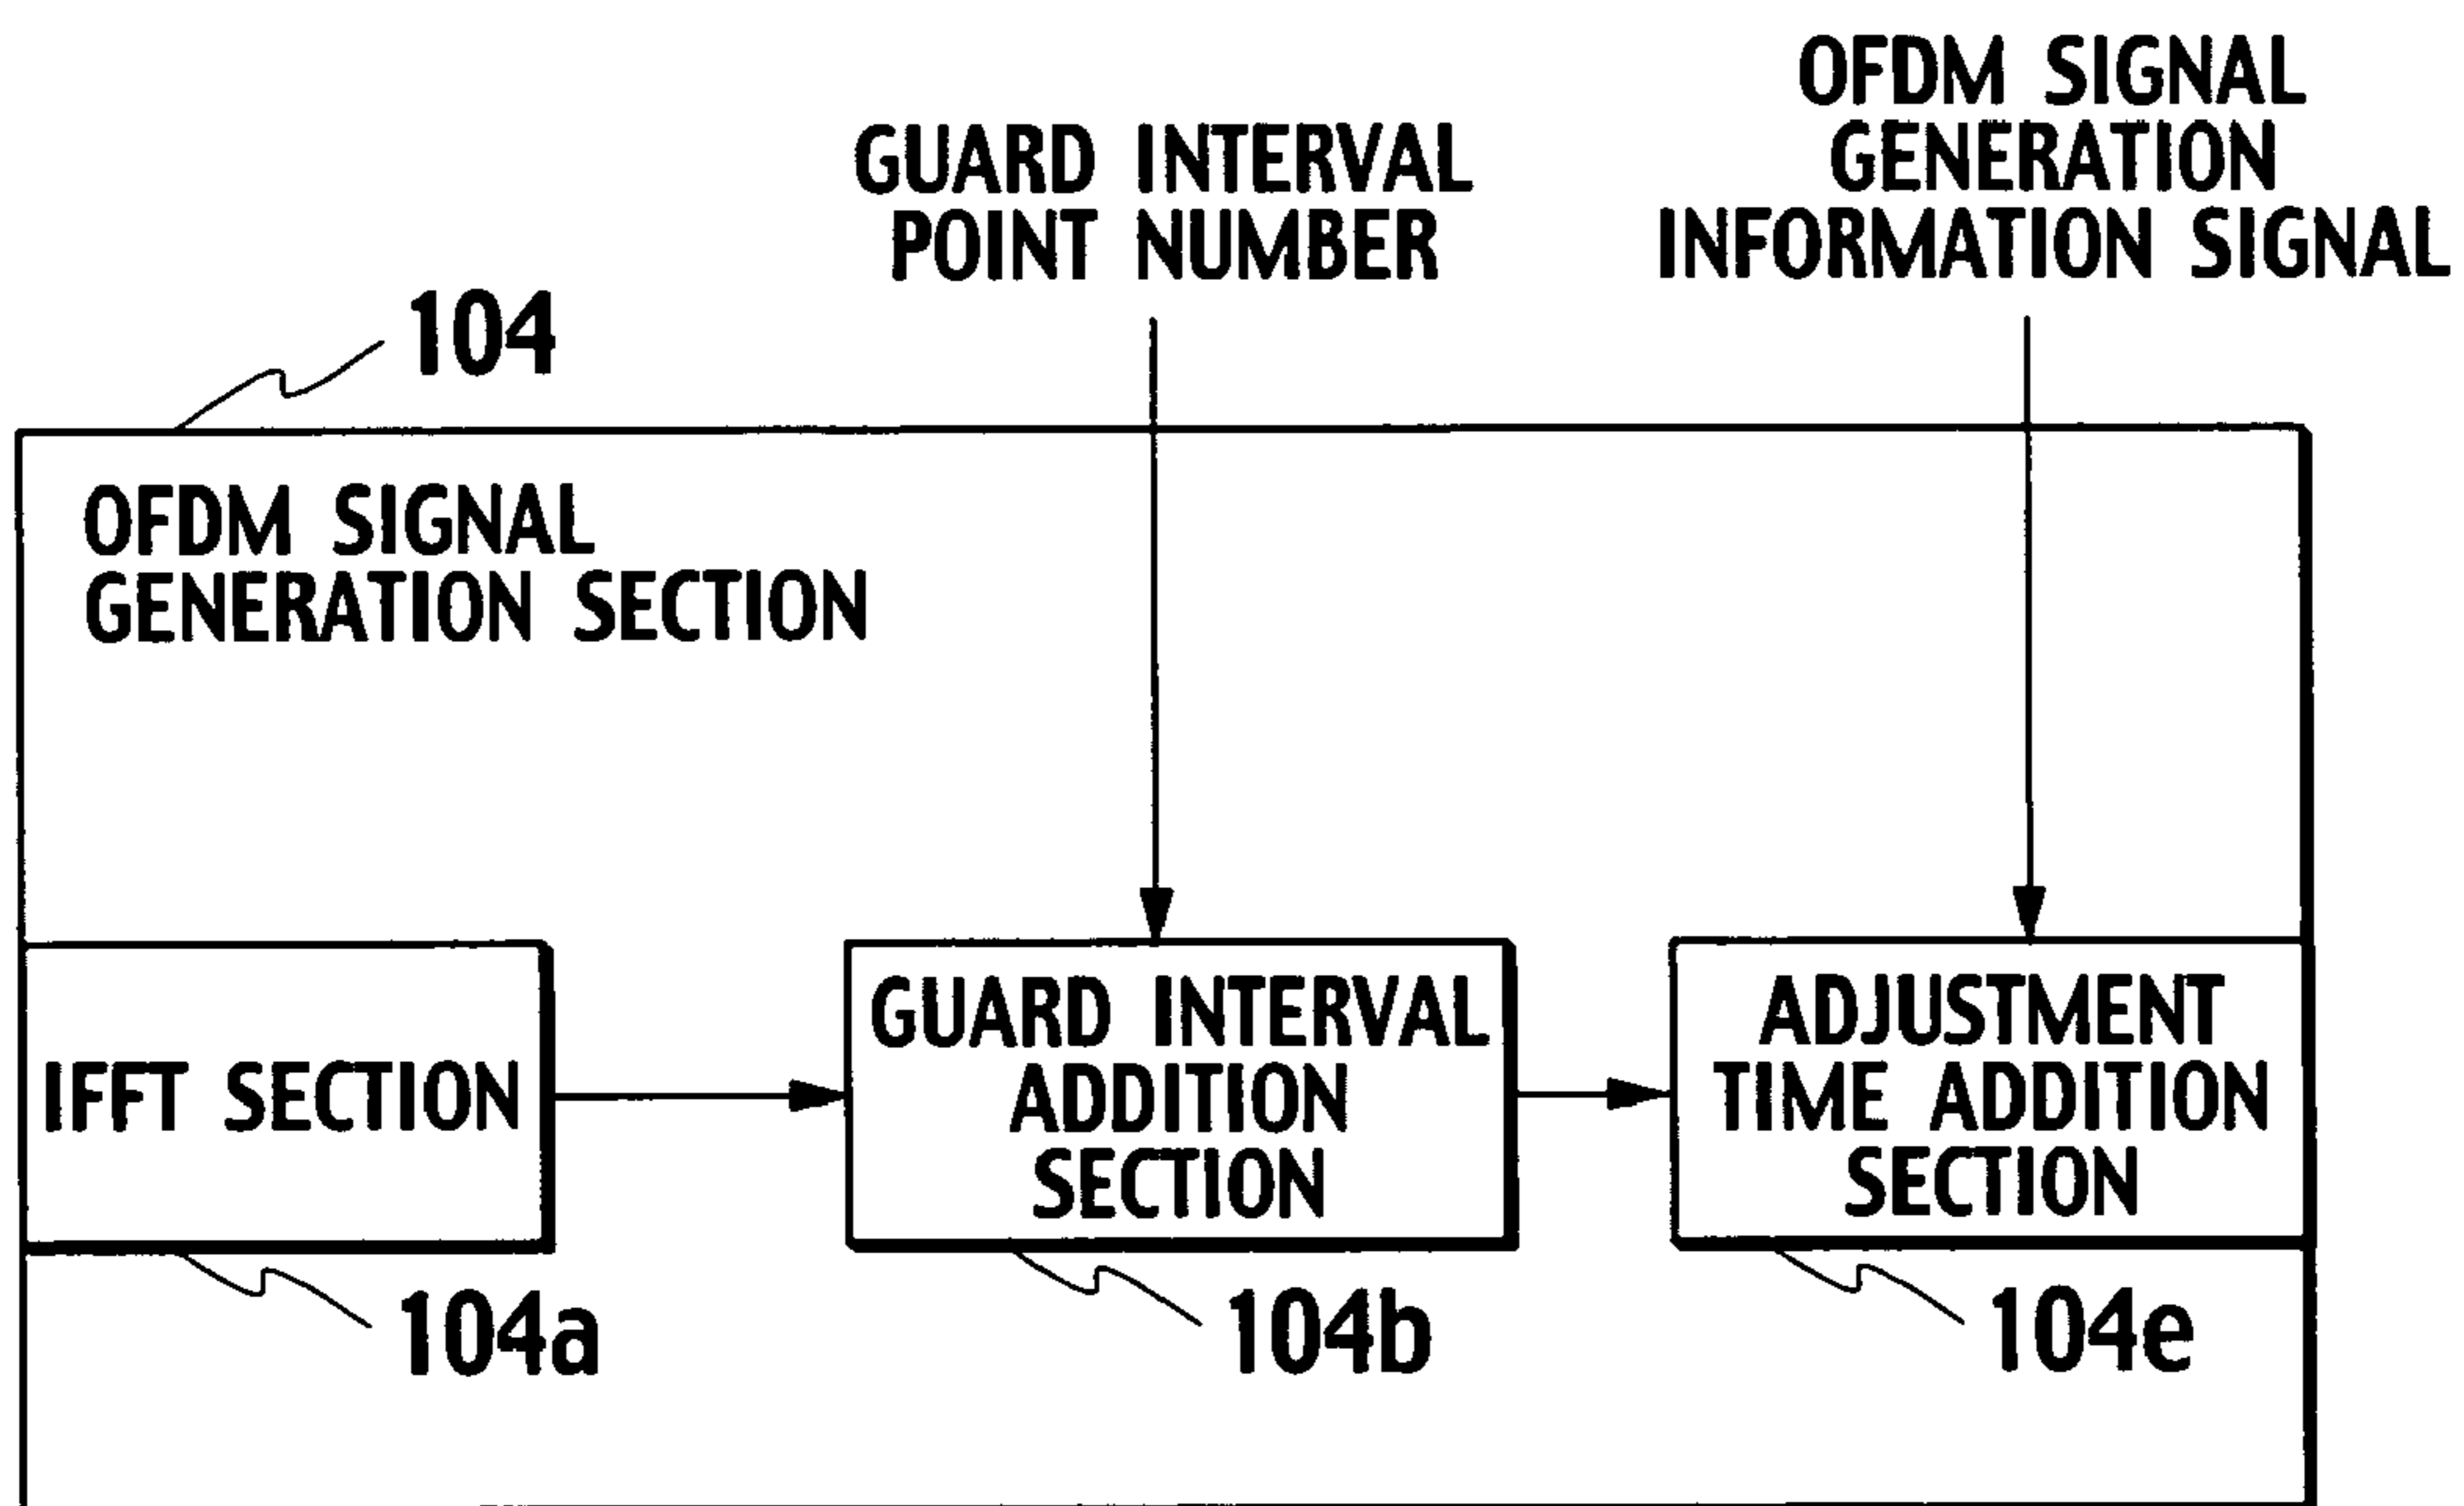 OFDM SIGNAL
GENERATION
INFORMATION SIGNAL
GUARD INTERVAL
POINT NUMBER
104
OFDM SIGNAL
GENERATION SECTION
IFFT SECTION
GUARD INTERVAL
ADDITION
SECTION
ADJUSTMENT
TIME ADDITION
SECTION
104a
104b
104e